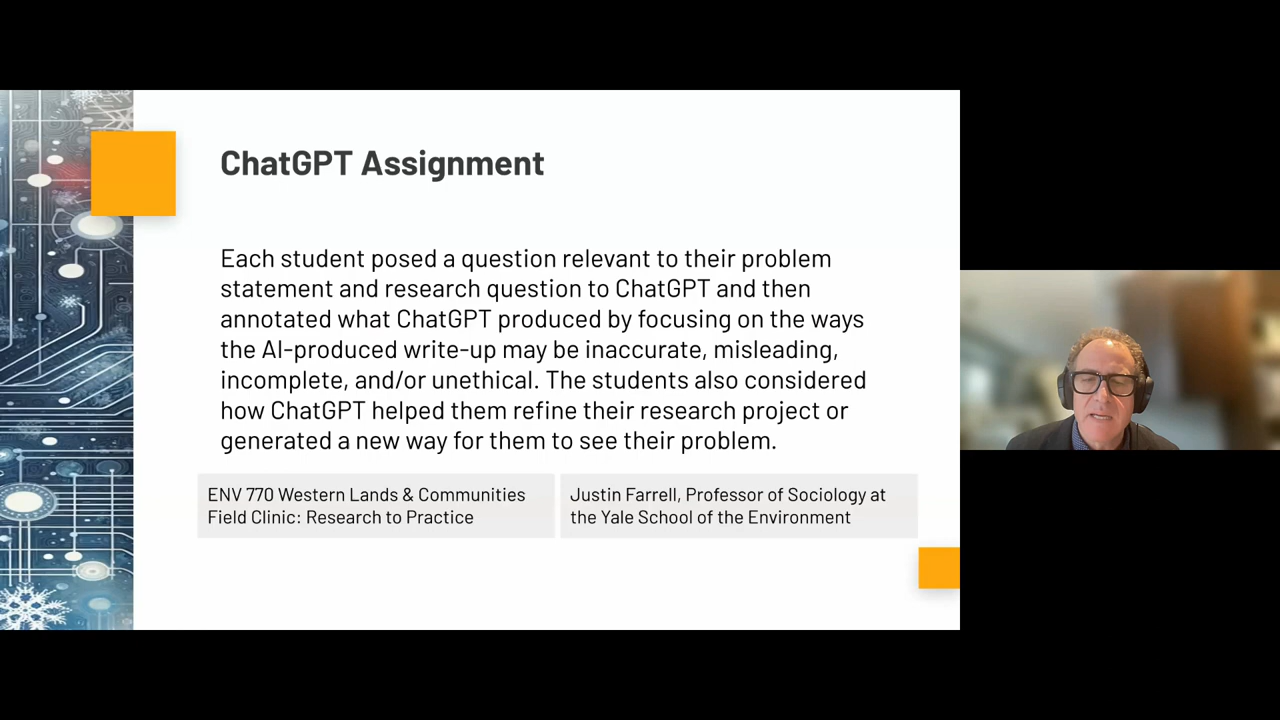 ChatGPT Assignment
Each student posed a question relevant to their problem
statement and research question to ChatGPT and then
annotated what ChatGPT produced by focusing on the ways
the AI-produced write-up may be inaccurate, misleading,
incomplete, and/or unethical. The students also considered
how ChatGPT helped them refine their research project or
generated a new way for them to see their problem.
ENV 770 Western Lands & Communities
Field Clinic: Research to Practice
Justin Farrell, Professor of Sociology at
the Yale School of the Environment